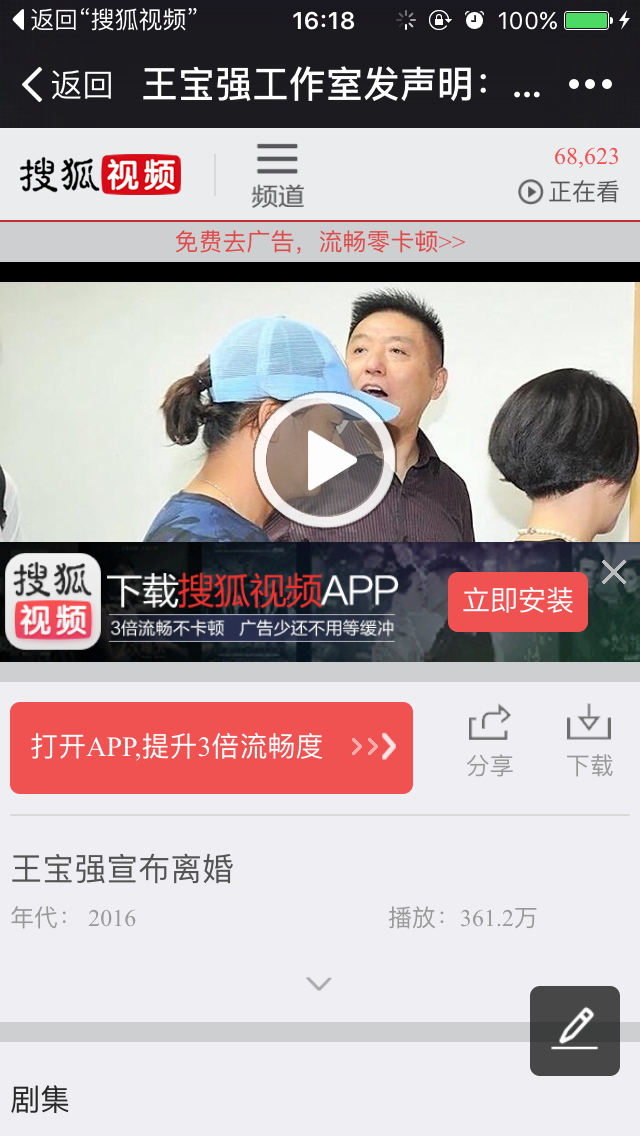 返回“搜狐视频”
16:18
100%
返回
王宝强工作室发声明：...
搜狐视频
频道
68,623
正在看
免费去广告，流畅零卡顿>>
搜狐
视频
下载搜狐视频APP
3倍流畅不卡顿 广告少还不用等缓冲
立即安装
打开APP,提升3倍流畅度
分享
下载
王宝强宣布离婚
年代： 2016
播放：361.2万
剧集